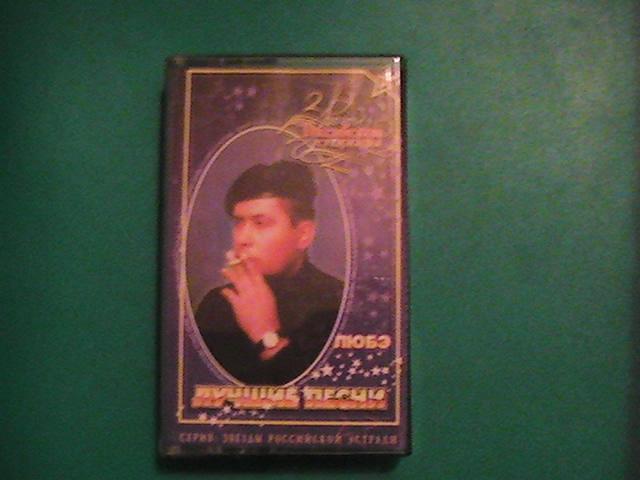 ЛЮБЭ
ЛУЧШИЕ ПЕСНИ
СЕРИЯ: ЗВЕЗДЫ РОССИЙСКОЙ ЭСТРАДЫ